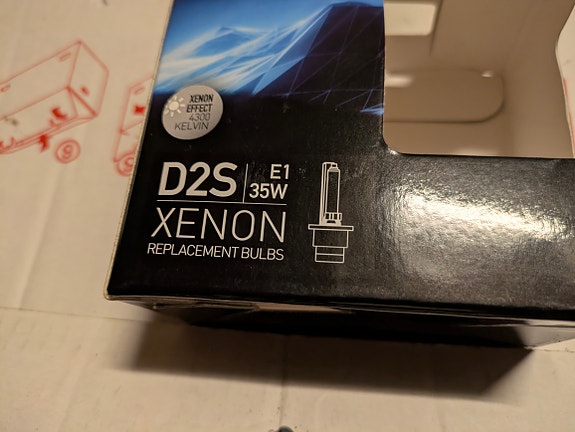 XENON
EFFECT
4300
KELVIN
D2S
E1
35W
XENON
REPLACEMENT BULBS
S
S